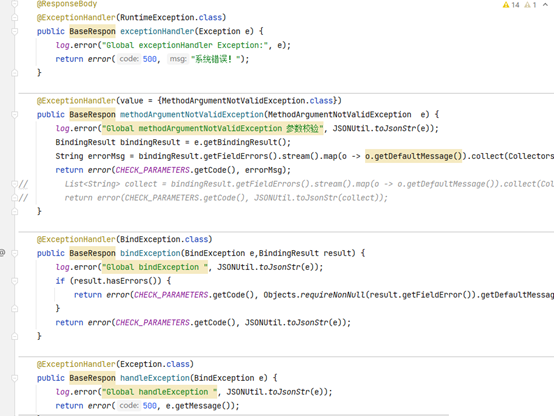 @ResponseBody
14 1
@ExceptionHandler(RuntimeException.class)
public BaseRespon exceptionHandler(Exception e) {
log.error("Global exceptionHandler Exception:", e);
return error( code: 500, msg: "系统错误! ");
}
@ExceptionHandler(value = {MethodArgumentNotValidException.class})
public BaseRespon methodArgumentNotValidException(MethodArgumentNotValidException e) {
log.error("Global methodArgumentNotValidException 参数校验", JSONUtil.toJsonStr(e));
BindingResult bindingResult = e.getBindingResult();
String errorMsg = bindingResult.getFieldErrors().stream().map(o -> o.getDefaultMessage()).collect(Collectors
return error(CHECK_PARAMETERS.getCode(), errorMsg);
// List<String> collect = bindingResult.getFieldErrors().stream().map(o -> o.getDefaultMessage()).collect(Col
// return error(CHECK_PARAMETERS.getCode(), JSONUtil.toJsonStr(collect));
}
@ExceptionHandler(BindException.class)
@ public BaseRespon bindException(BindException e,BindingResult result) {
log.error("Global bindException ", JSONUtil.toJsonStr(e));
if (result.hasErrors()) {
return error(CHECK_PARAMETERS.getCode(), Objects.requireNonNull(result.getFieldError()).getDefaultMessa
}
return error(CHECK_PARAMETERS.getCode(), JSONUtil.toJsonStr(e));
}
@ExceptionHandler(Exception.class)
public BaseRespon handleException(BindException e) {
log.error("Global handleException ", JSONUtil.toJsonStr(e));
return error( code: 500, e.getMessage());